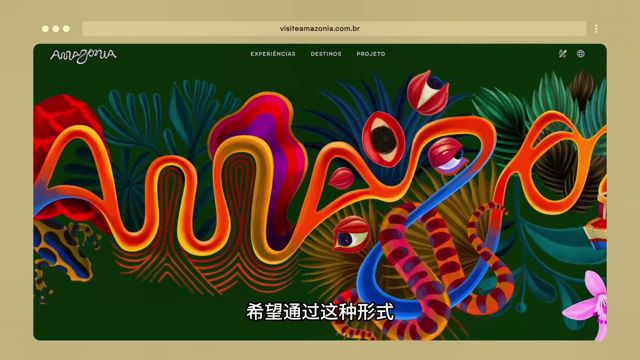 visiteamazonia.com.br
AMAZONIA
EXPERIÊNCIAS DESTINOS PROJETO
AMAZO
希望通过这种形式